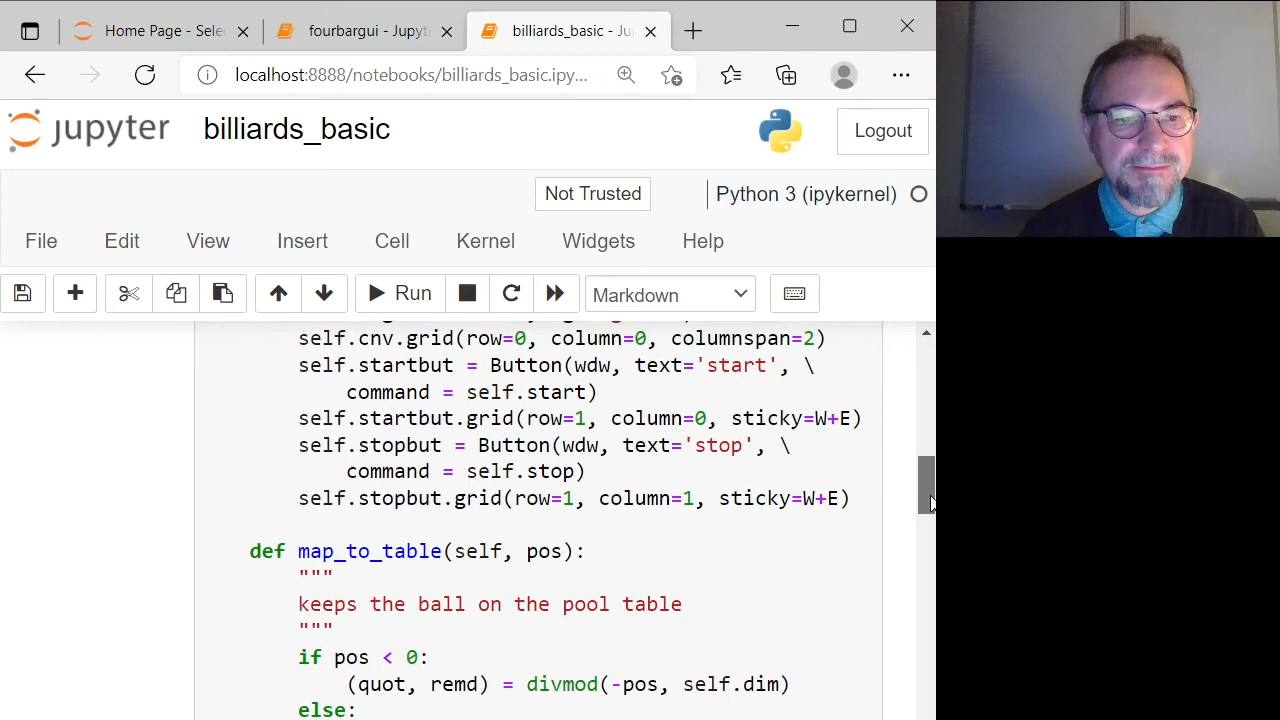 Home Page - Sele
fourbargui - Jupyt
billiards_basic - Ju
localhost:8888/notebooks/billiards_basic.ipy...
jupyter billiards_basic
Logout
Not Trusted
Python 3 (ipykernel)
File Edit View Insert Cell Kernel Widgets Help
Run
Markdown
self.cnv.grid(row=0, column=0, columnspan=2)
self.startbut = Button(wdw, text='start', \
command = self.start)
self.startbut.grid(row=1, column=0, sticky=W+E)
self.stopbut = Button(wdw, text='stop', \
command = self.stop)
self.stopbut.grid(row=1, column=1, sticky=W+E)
def map_to_table(self, pos):
"""
keeps the ball on the pool table
"""
if pos < 0:
(quot, remd) = divmod(-pos, self.dim)
else: